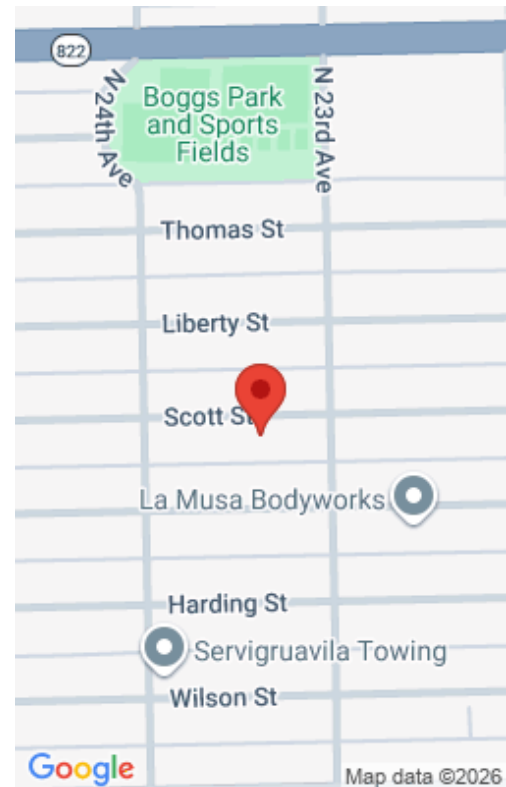 822
N 24th Ave
Boggs Park
and Sports
Fields
N 23rd Ave
Thomas St
Liberty St
Scott St
La Musa Bodyworks
Harding St
Servigruavila Towing
Wilson St
Google
Map data ©2026